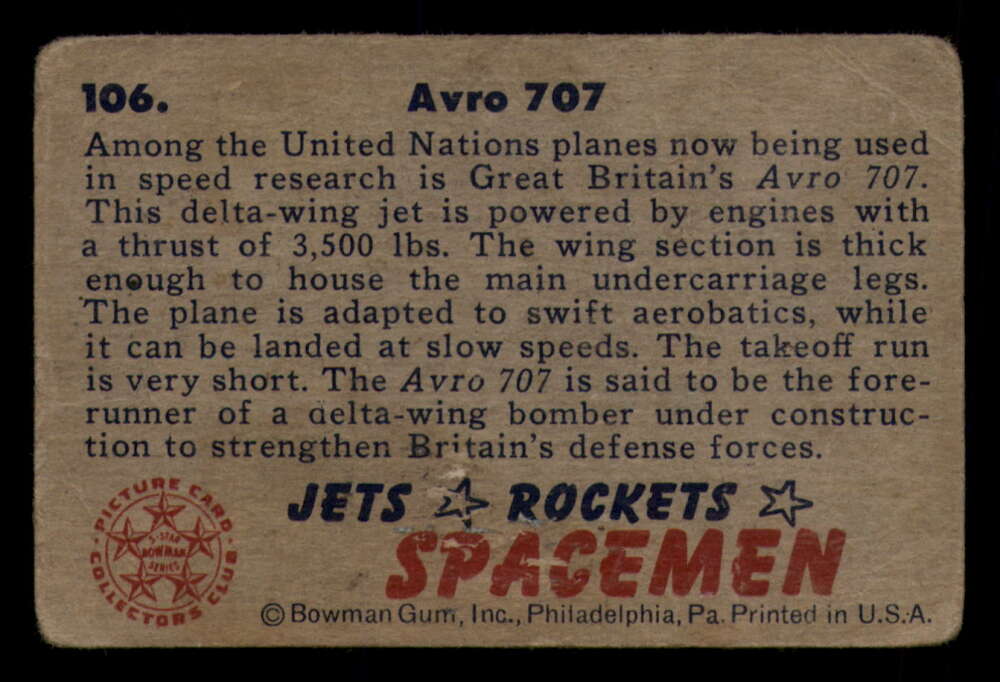 106. Avro 707
Among the United Nations planes now being used
in speed research is Great Britain's Avro 707.
This delta-wing jet is powered by engines with
a thrust of 3,500 lbs. The wing section is thick
enough to house the main undercarriage legs.
The plane is adapted to swift aerobatics, while
it can be landed at slow speeds. The takeoff run
is very short. The Avro 707 is said to be the fore-
runner of a delta-wing bomber under construc-
tion to strengthen Britain's defense forces.
JETS ☆ ROCKETS ☆
SPACEMEN
PICTURE CARD
COLLECTORS CLUB
5-STAR
BOWMAN
SERIES
© Bowman Gum, Inc., Philadelphia, Pa. Printed in U.S.A.